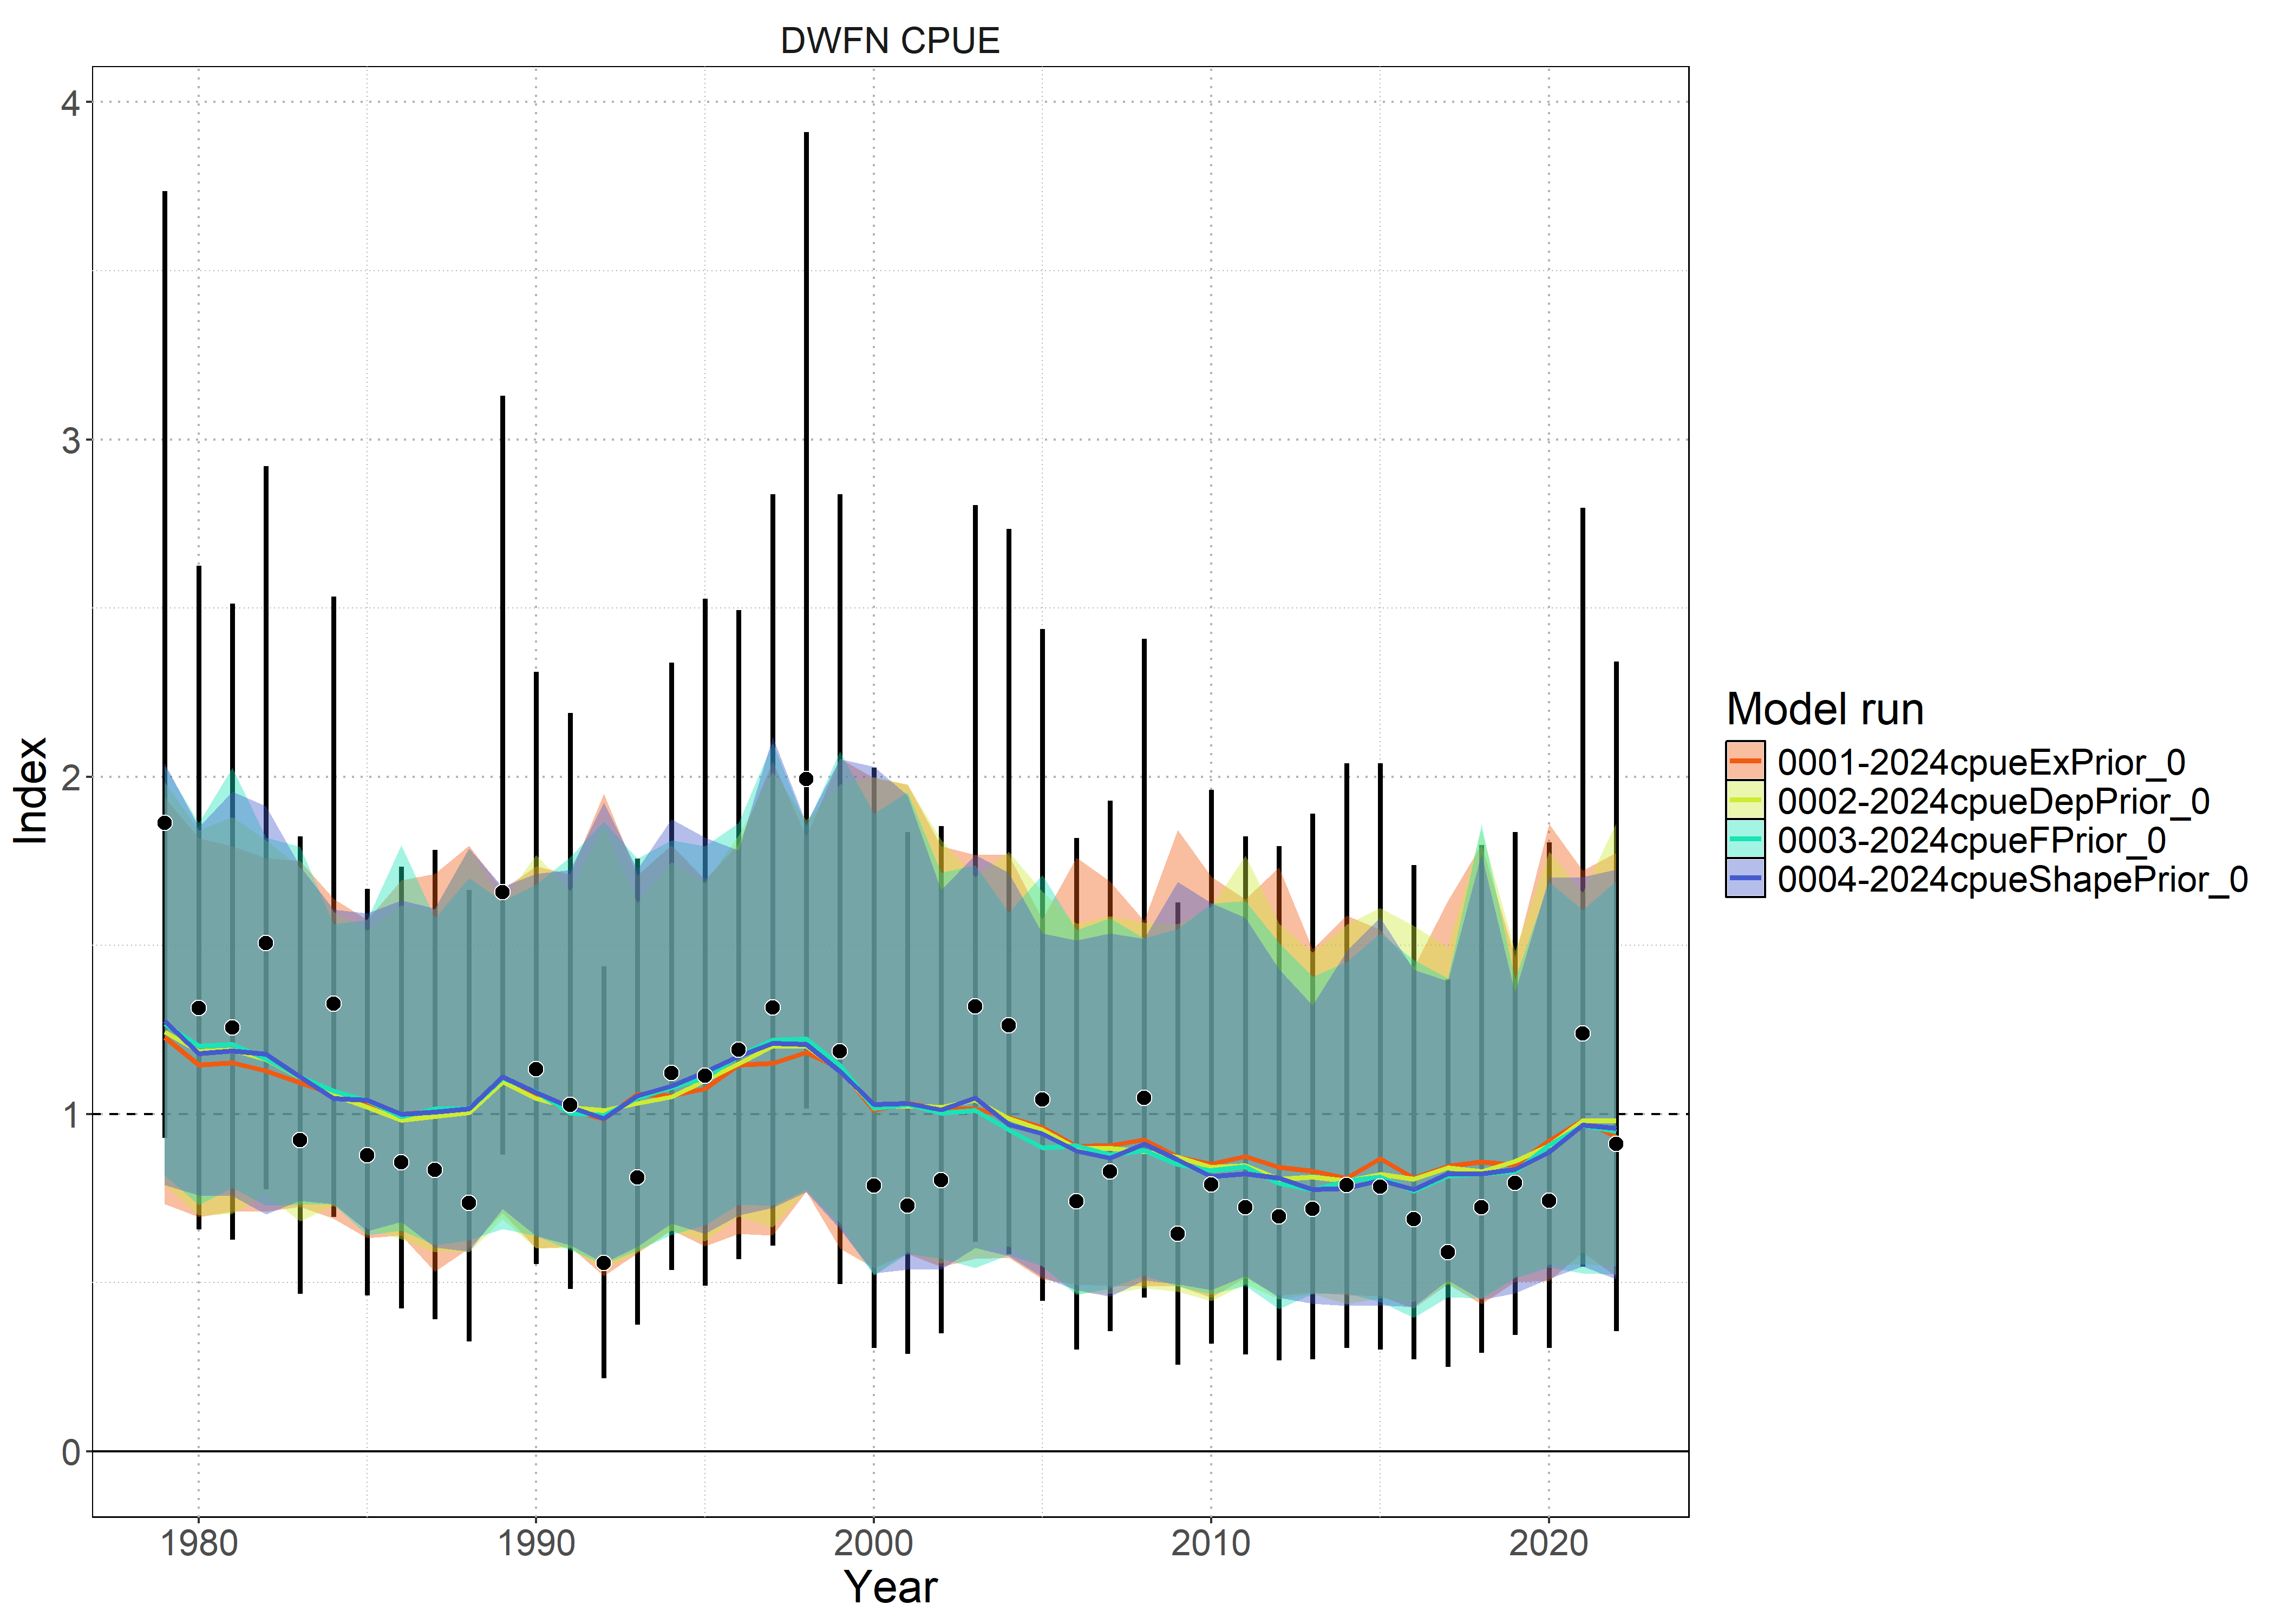 DWFN CPUE
4
3
2
1
0
Index
1980
1990
2000
2010
2020
Year
Model run
0001-2024cpueExPrior_0
0002-2024cpueDepPrior_0
0003-2024cpueFPrior_0
0004-2024cpueShapePrior_0